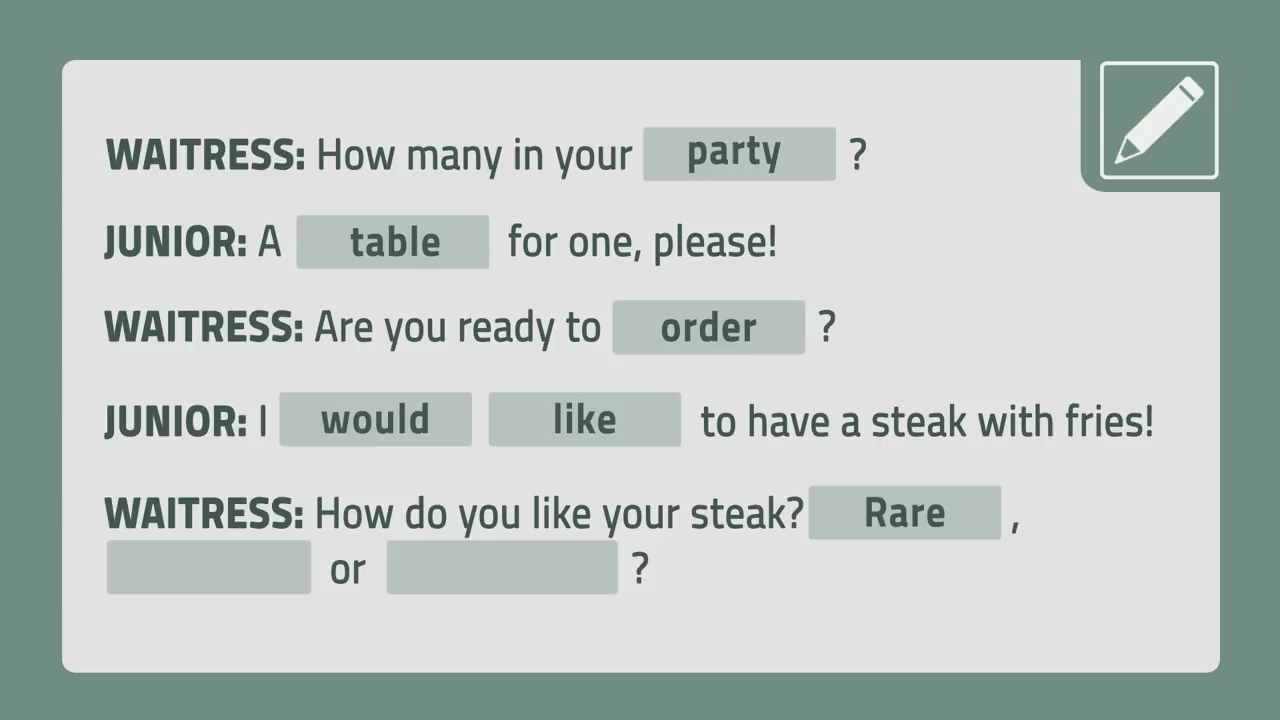 WAITRESS: How many in your party ?
JUNIOR: A table for one, please!
WAITRESS: Are you ready to order ?
JUNIOR: I would like to have a steak with fries!
WAITRESS: How do you like your steak? Rare ,
or ?